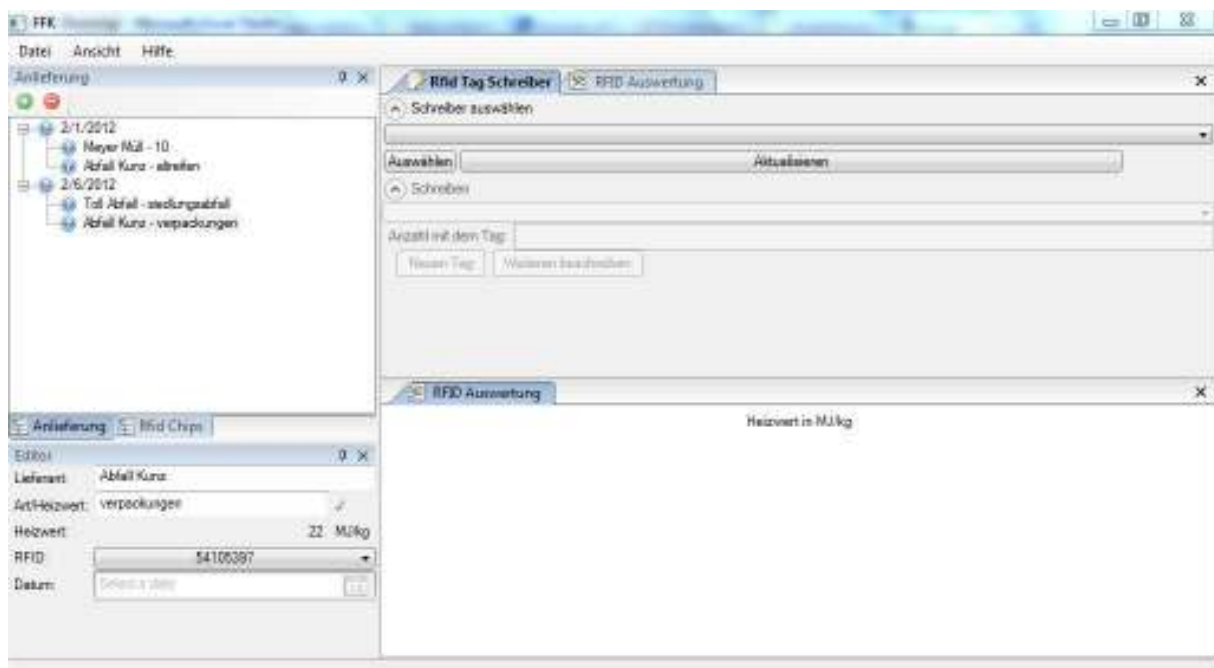 FFK
Datei Ansicht Hilfe
Anlieferung
2/1/2012
Meyer Müll - 10
Abfall Kunz - altreifen
2/6/2012
Toll Abfall - siedlungsabfall
Abfall Kunz - verpackungen
Anlieferung Rfid Chips
Editor
Lieferant: Abfall Kunz
Art/Heizwert: verpackungen
Heizwert: 22 MJ/kg
RFID: 54105397
Datum: Select a date
Rfid Tag Schreiber RFID Auswertung
Schreiber auswählen
Auswählen Aktualisieren
Schreiben
Anzahl mit dem Tag:
Neuen Tag Weiteren beschreiben
RFID Auswertung
Heizwert in MJ/kg